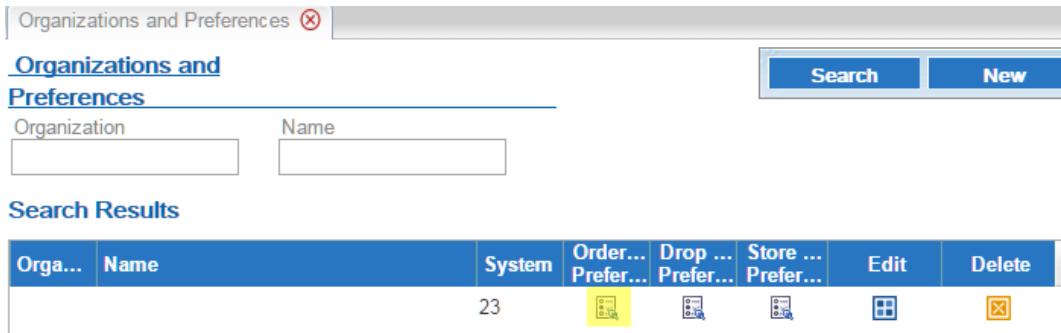 Organizations and Preferences
Organizations and
Preferences
Search New
Organization Name
Search Results
Orga... Name System Order... Prefer... Drop ... Prefer... Store ... Prefer... Edit Delete
23